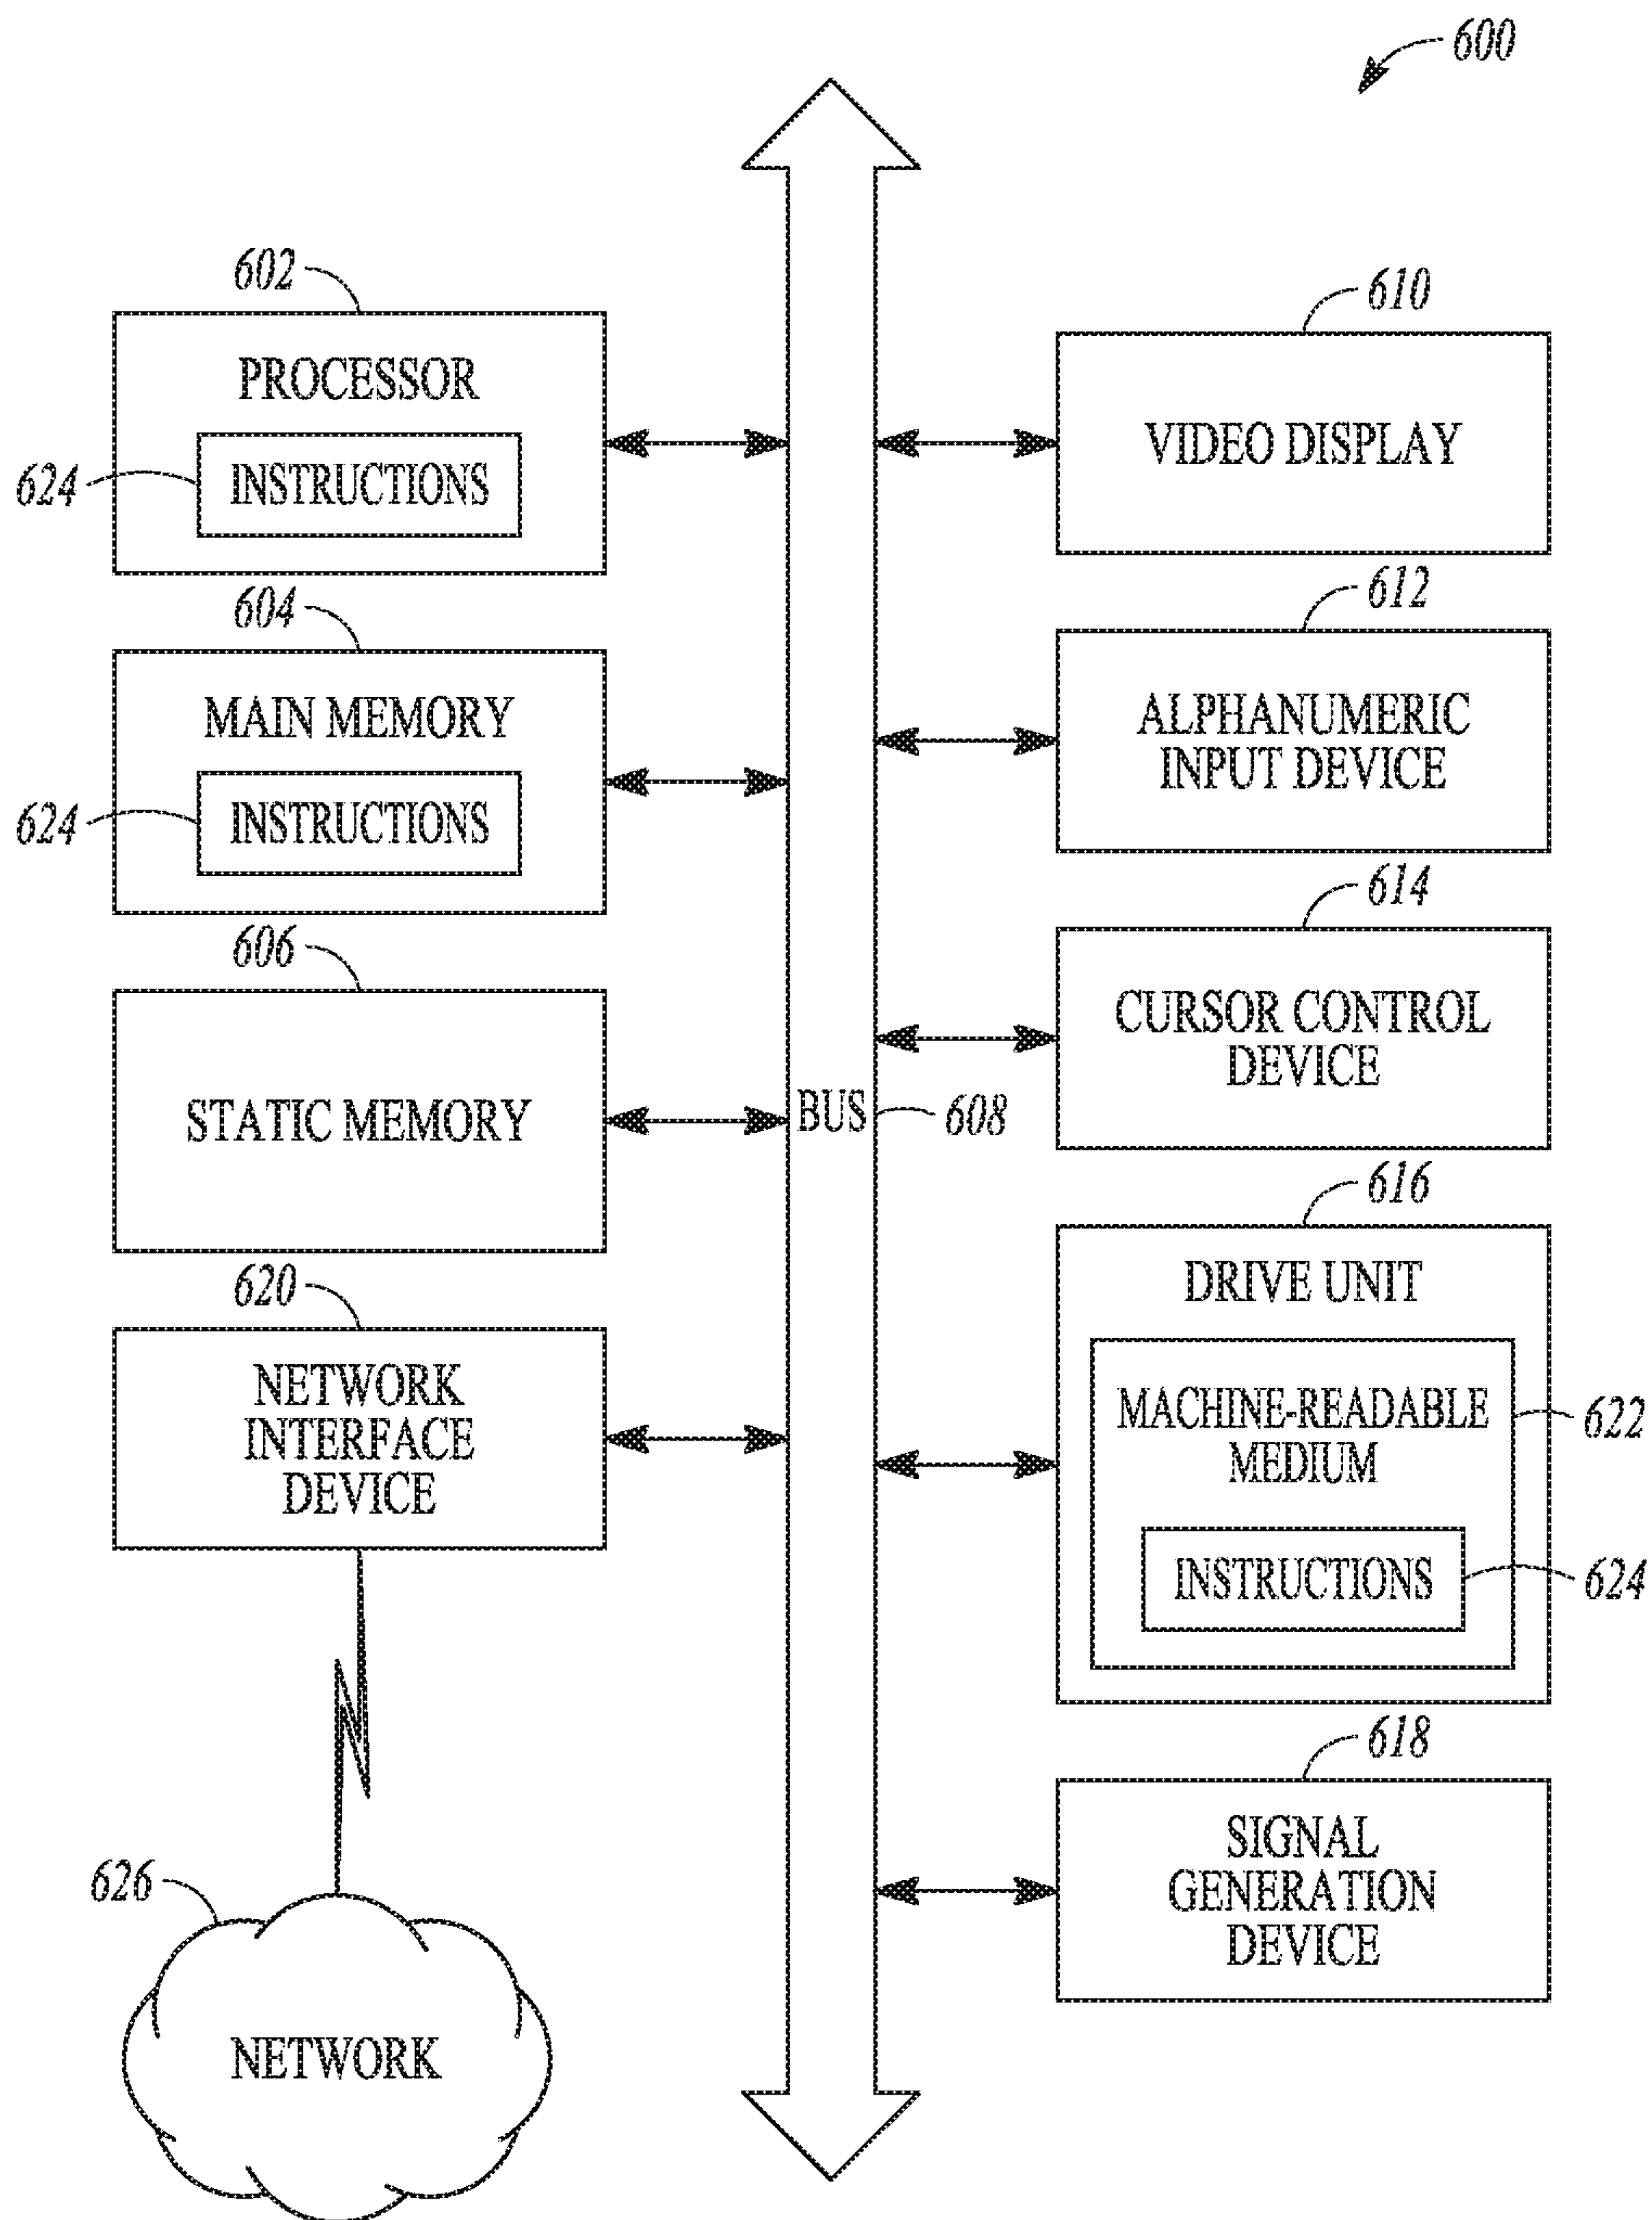 600
602
PROCESSOR
624
INSTRUCTIONS
604
MAIN MEMORY
624
INSTRUCTIONS
606
STATIC MEMORY
620
NETWORK
INTERFACE
DEVICE
626
NETWORK
BUS
608
610
VIDEO DISPLAY
612
ALPHANUMERIC
INPUT DEVICE
614
CURSOR CONTROL
DEVICE
616
DRIVE UNIT
MACHINE-READABLE
MEDIUM
622
INSTRUCTIONS
624
618
SIGNAL
GENERATION
DEVICE